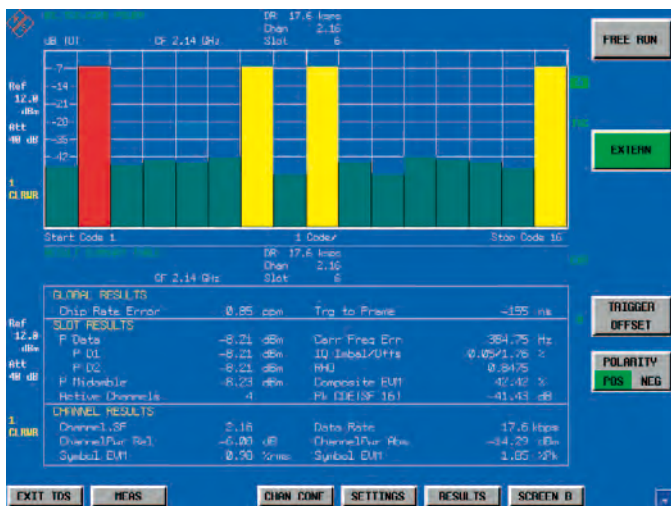 DR 17.6 ksps
Chan 2.16
dB TOT CF 2.14 GHz Slot 6
FREE RUN
-7
Ref
12.0
dBm
-14
-21
Att
40 dB
-28
-35
-42
EXTERN
1
CLRWR
Start Code 1 1 Code/ Stop Code 16
RESULT SUMMARY TABLE DR 17.6 ksps
Chan 2.16
CF 2.14 GHz Slot 6
GLOBAL RESULTS
Chip Rate Error 0.85 ppm Trg to Frame -155 ns
SLOT RESULTS
P Data -8.21 dBm Carr Freq Err -384.75 Hz
P D1 -8.21 dBm IQ Imbal/Offs 0.05/1.76 %
P D2 -8.21 dBm RHO 0.8475
P Midamble -8.23 dBm Composite EVM 42.42 %
Active Channels 4 Pk CDE(SF 16) -41.43 dB
CHANNEL RESULTS
Channel.SF 2.16 Data Rate 17.6 kbps
ChannelPwr Rel -6.08 dB ChannelPwr Abs -14.29 dBm
Symbol EVM 0.98 %rms Symbol EVM 1.85 %Pk
Ref
12.0
dBm
Att
40 dB
1
CLRWR
TRIGGER
OFFSET
POLARITY
POS NEG
EXIT TDS MEAS CHAN CONF SETTINGS RESULTS SCREEN B